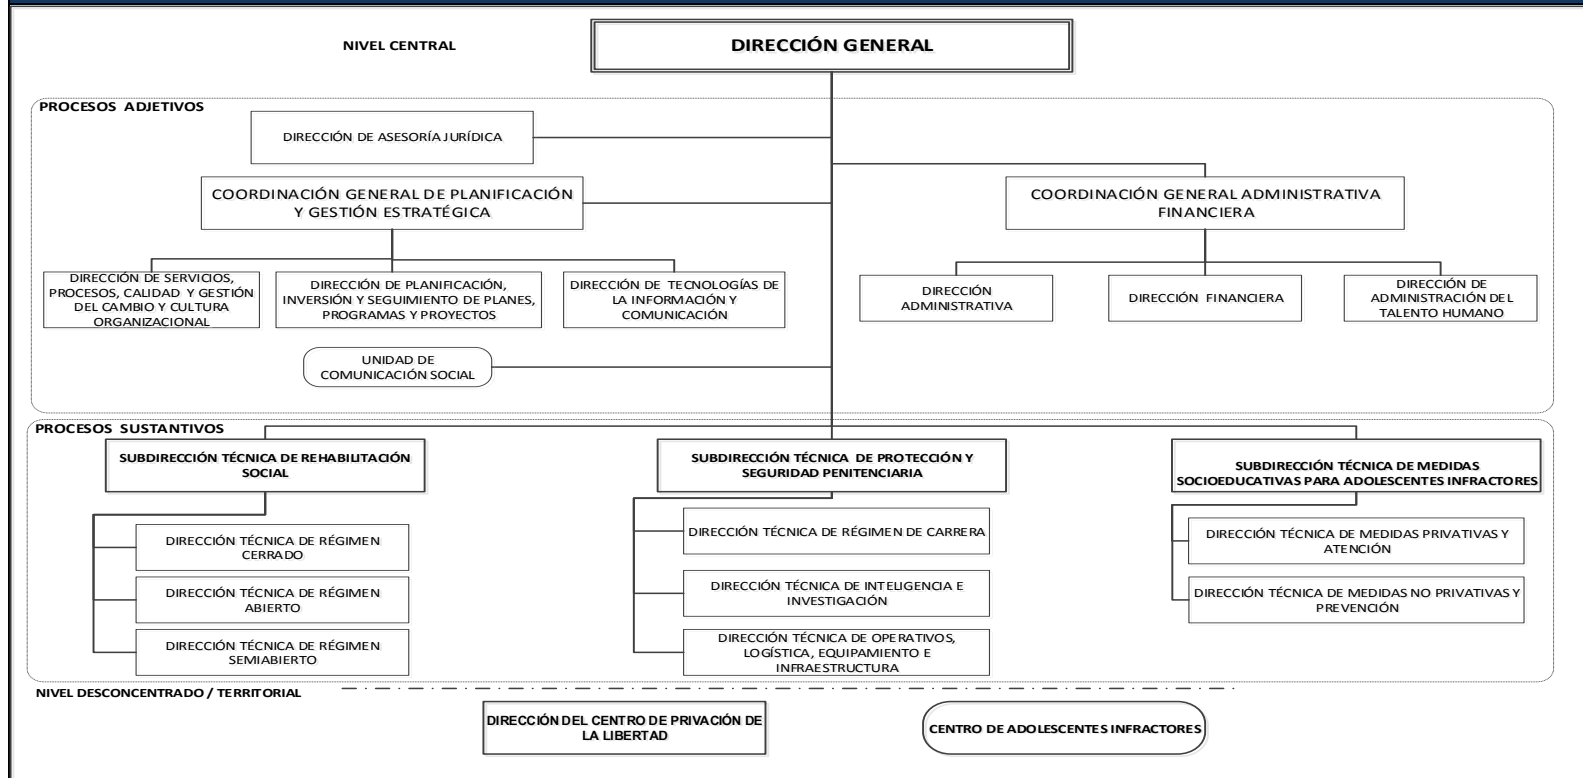 NIVEL CENTRAL
DIRECCIÓN GENERAL
PROCESOS ADJETIVOS
DIRECCIÓN DE ASESORÍA JURÍDICA
COORDINACIÓN GENERAL DE PLANIFICACIÓN
Y GESTIÓN ESTRATÉGICA
COORDINACIÓN GENERAL ADMINISTRATIVA
FINANCIERA
DIRECCIÓN DE SERVICIOS,
PROCESOS, CALIDAD Y GESTIÓN
DEL CAMBIO Y CULTURA
ORGANIZACIONAL
DIRECCIÓN DE PLANIFICACIÓN,
INVERSIÓN Y SEGUIMIENTO DE PLANES,
PROGRAMAS Y PROYECTOS
DIRECCIÓN DE TECNOLOGÍAS DE
LA INFORMACIÓN Y
COMUNICACIÓN
DIRECCIÓN
ADMINISTRATIVA
DIRECCIÓN FINANCIERA
DIRECCIÓN DE
ADMINISTRACIÓN DEL
TALENTO HUMANO
UNIDAD DE
COMUNICACIÓN SOCIAL
PROCESOS SUSTANTIVOS
SUBDIRECCIÓN TÉCNICA DE REHABILITACIÓN
SOCIAL
DIRECCIÓN TÉCNICA DE RÉGIMEN
CERRADO
DIRECCIÓN TÉCNICA DE RÉGIMEN
ABIERTO
DIRECCIÓN TÉCNICA DE RÉGIMEN
SEMIABIERTO
SUBDIRECCIÓN TÉCNICA DE PROTECCIÓN Y
SEGURIDAD PENITENCIARIA
DIRECCIÓN TÉCNICA DE RÉGIMEN DE CARRERA
DIRECCIÓN TÉCNICA DE INTELIGENCIA E
INVESTIGACIÓN
DIRECCIÓN TÉCNICA DE OPERATIVOS,
LOGÍSTICA, EQUIPAMIENTO E
INFRAESTRUCTURA
SUBDIRECCIÓN TÉCNICA DE MEDIDAS
SOCIOEDUCATIVAS PARA ADOLESCENTES INFRACTORES
DIRECCIÓN TÉCNICA DE MEDIDAS PRIVATIVAS Y
ATENCIÓN
DIRECCIÓN TÉCNICA DE MEDIDAS NO PRIVATIVAS Y
PREVENCIÓN
NIVEL DESCONCENTRADO / TERRITORIAL
DIRECCIÓN DEL CENTRO DE PRIVACIÓN DE
LA LIBERTAD
CENTRO DE ADOLESCENTES INFRACTORES